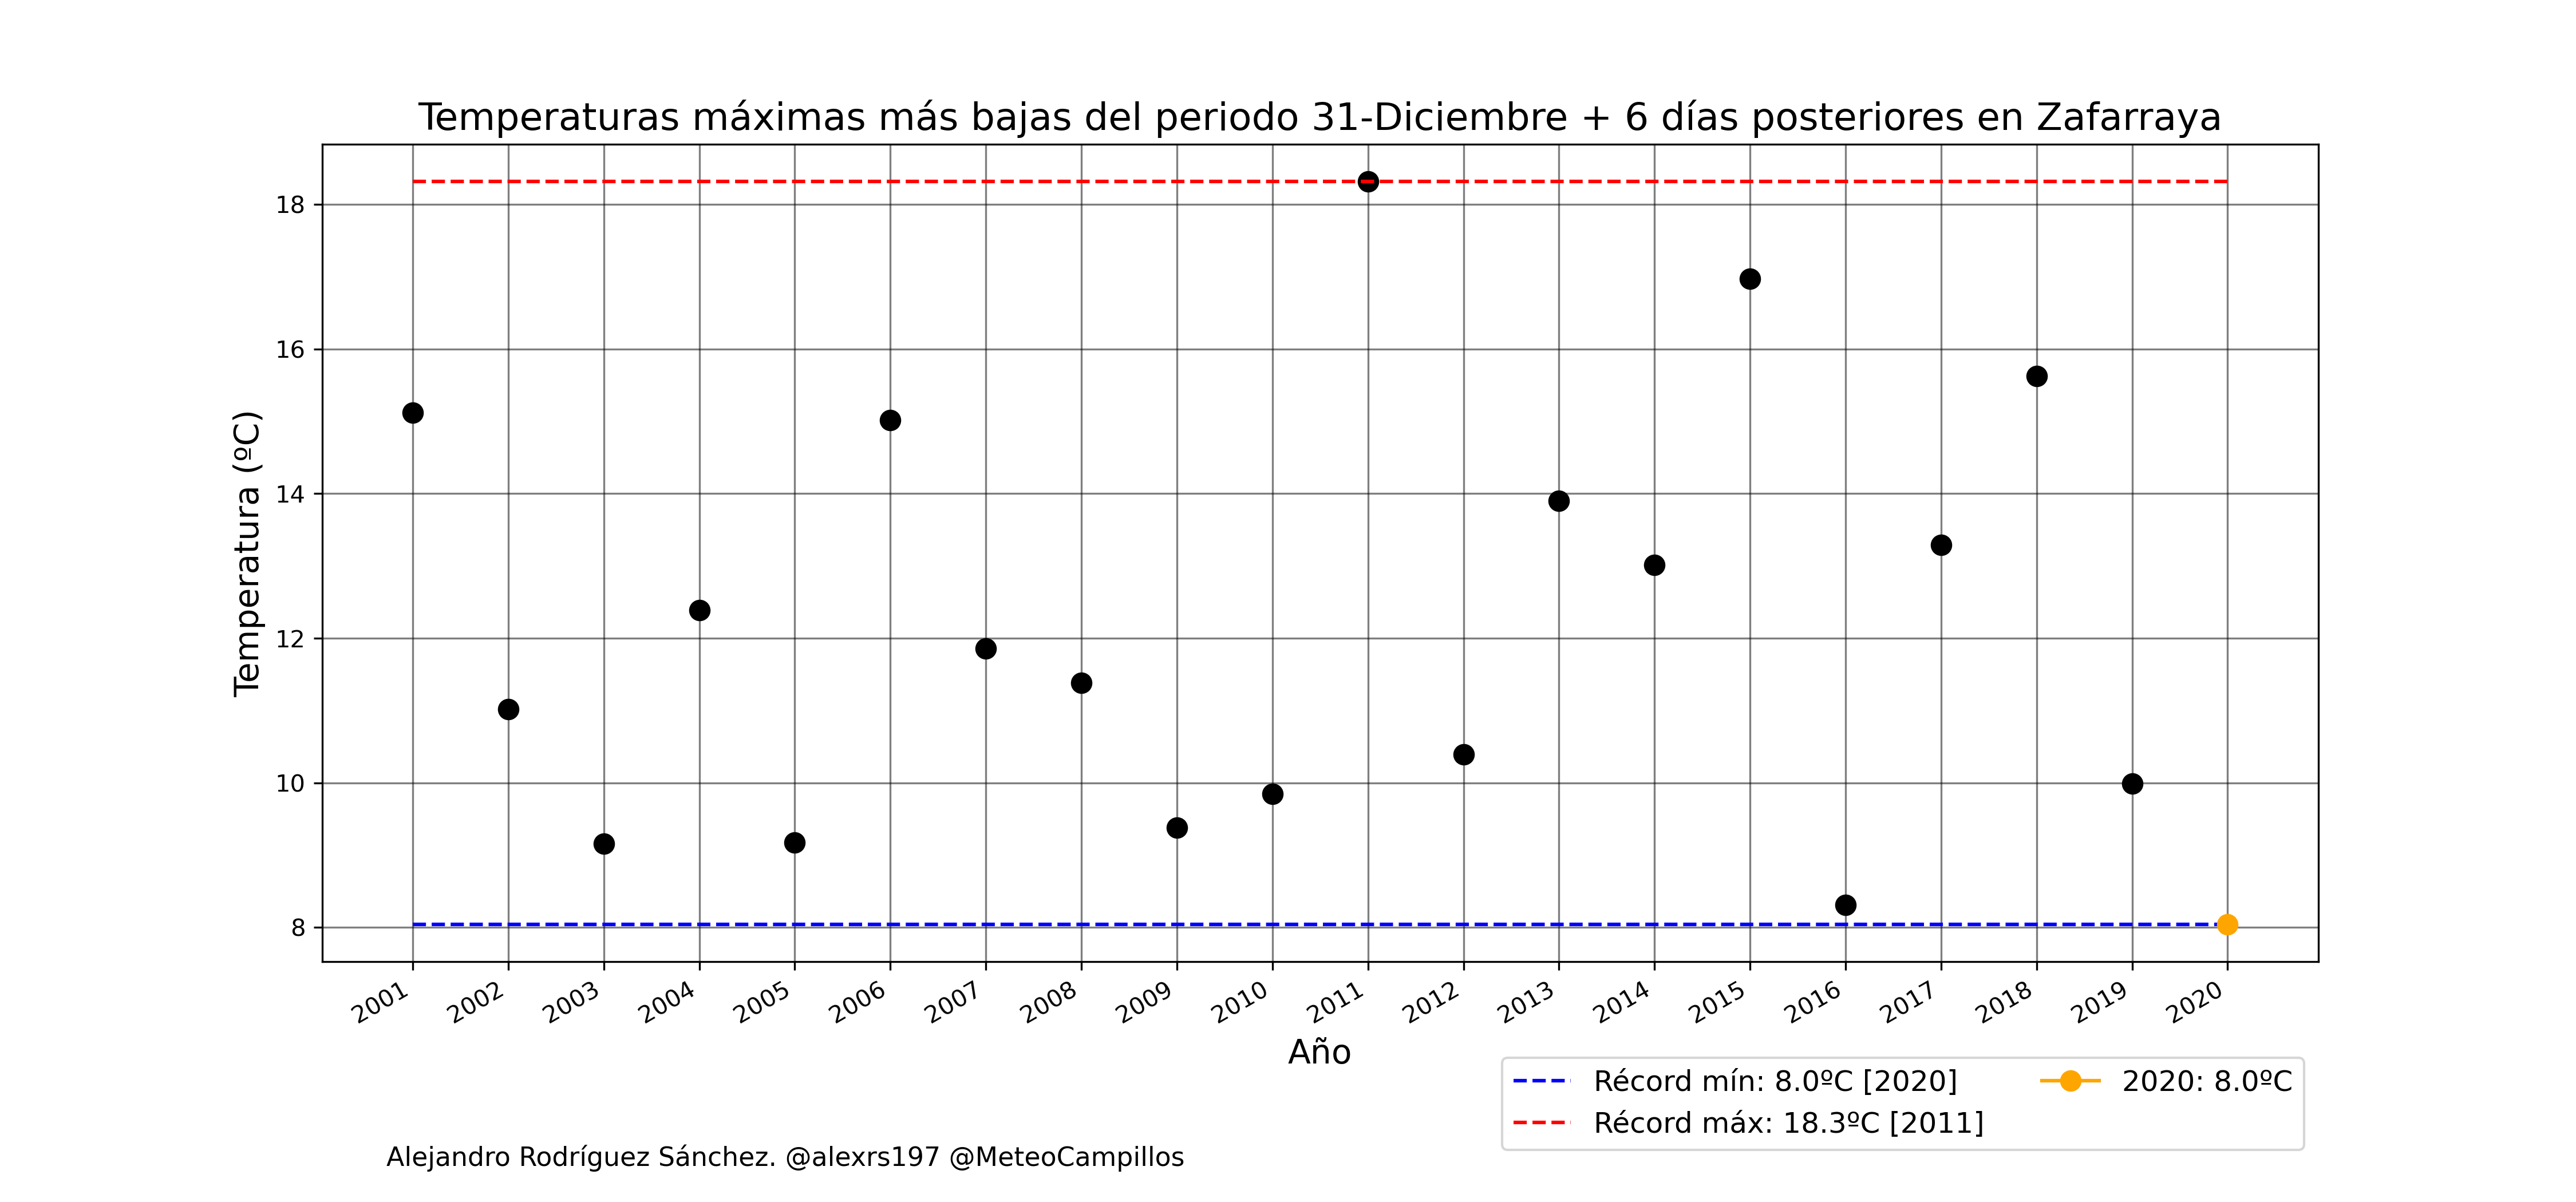 Temperaturas máximas más bajas del periodo 31-Diciembre + 6 días posteriores en Zafarraya
Temperatura (ºC)
18
16
14
12
10
8
2001 2002 2003 2004 2005 2006 2007 2008 2009 2010 2011 2012 2013 2014 2015 2016 2017 2018 2019 2020
Año
Récord mín: 8.0ºC [2020]
Récord máx: 18.3ºC [2011]
2020: 8.0ºC
Alejandro Rodríguez Sánchez. @alexrs197 @MeteoCampillos